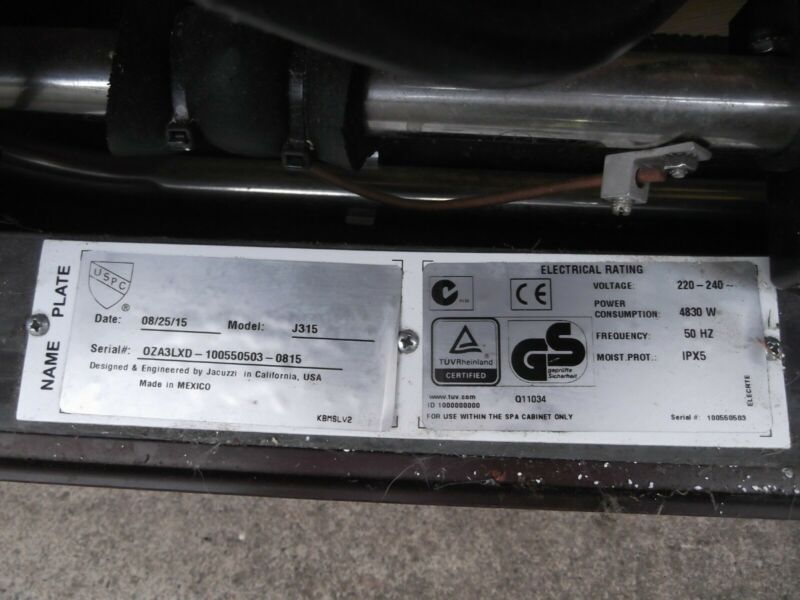 NAME PLATE
USPC
®
Date: 08/25/15 Model: J315
Serial#: OZA3LXD-100550503-0815
Designed & Engineered by Jacuzzi in California, USA
Made in MEXICO
KBMSLV2
ELECTRICAL RATING
CE
VOLTAGE: 220-240~
POWER
CONSUMPTION: 4830 W
FREQUENCY: 50 HZ
MOIST.PROT.: IPX5
TÜVRheinland
CERTIFIED
GS
geprüfte
Sicherheit
www.tuv.com
ID 1000000000
Q11034
FOR USE WITHIN THE SPA CABINET ONLY
Serial #: 100550503
ELECRTE